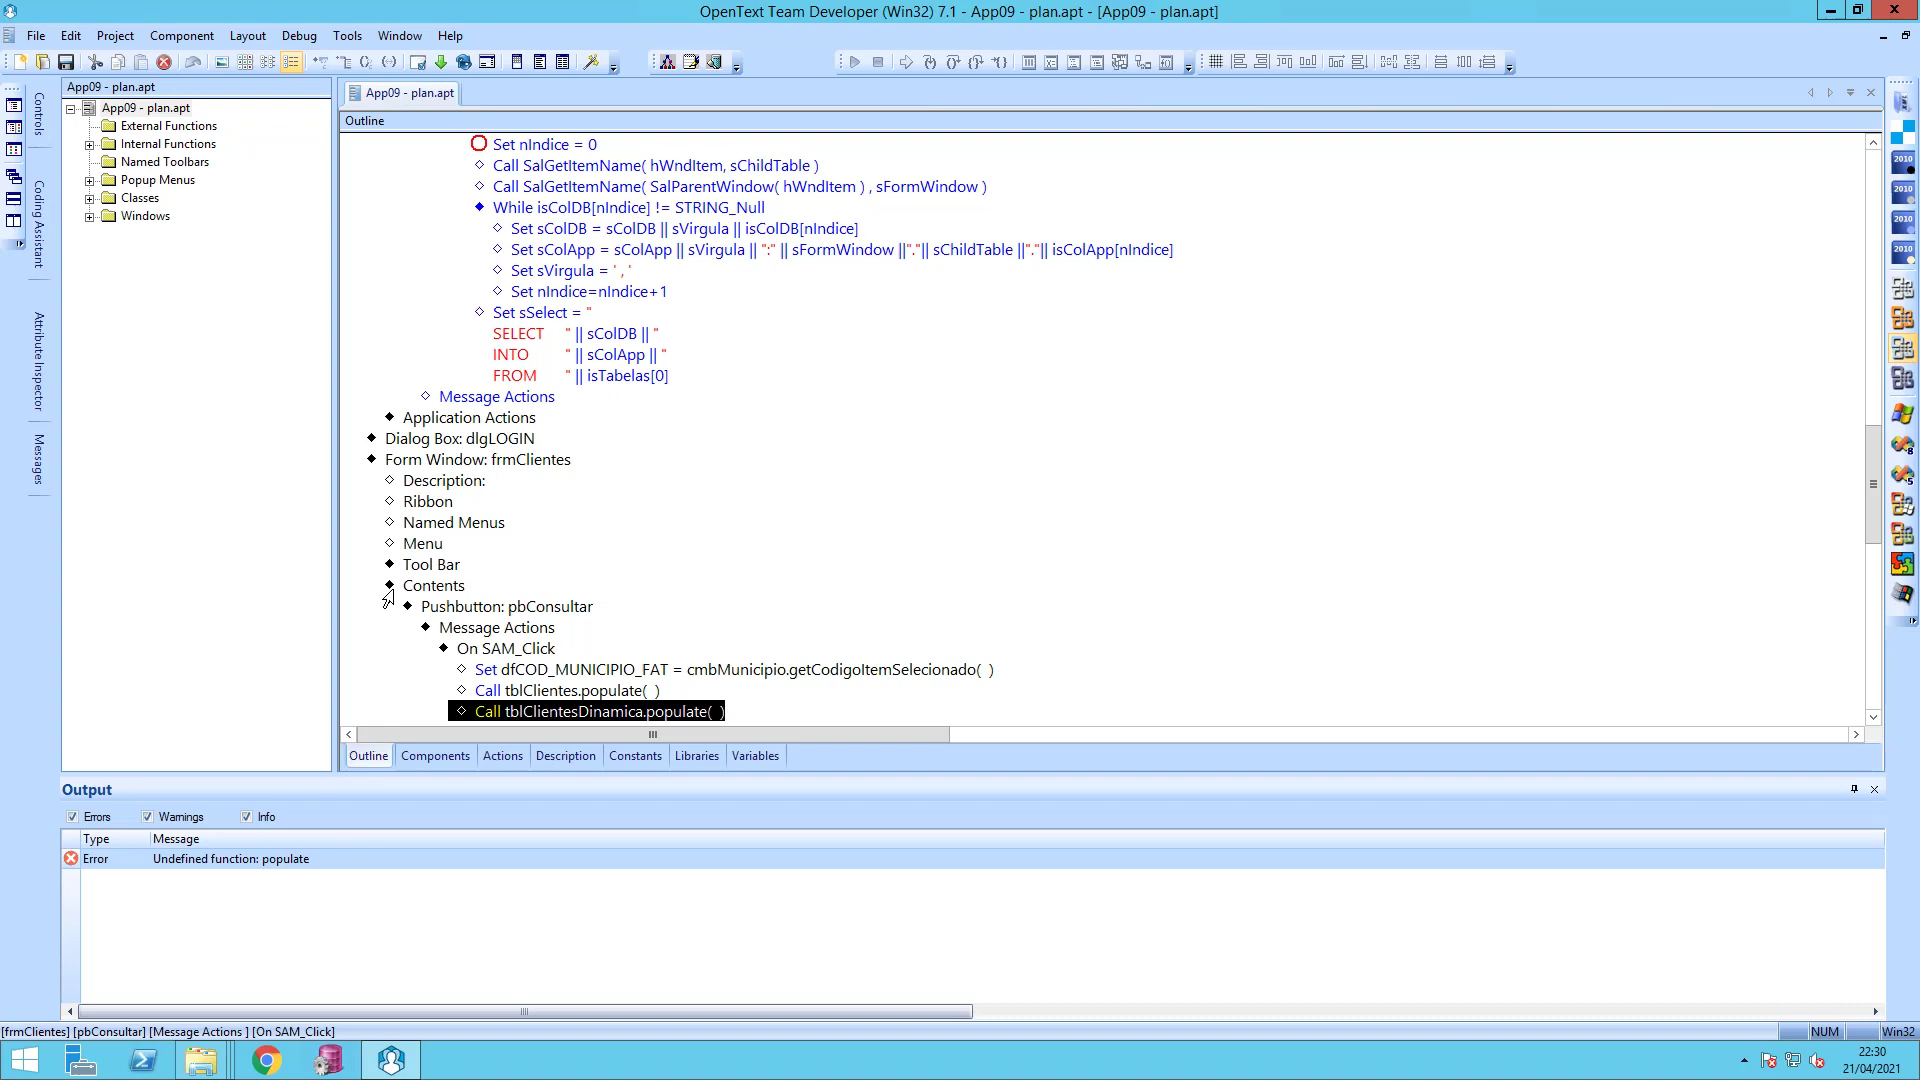 OpenText Team Developer (Win32) 7.1 - App09 - plan.apt - [App09 - plan.apt]
File Edit Project Component Layout Debug Tools Window Help
App09 - plan.apt
App09 - plan.apt
External Functions
Internal Functions
Named Toolbars
Popup Menus
Classes
Windows
Controls
Coding Assistant
Attribute Inspector
Messages
App09 - plan.apt
Outline
Set nIndice = 0
Call SalGetItemName( hWndItem, sChildTable )
Call SalGetItemName( SalParentWindow( hWndItem ) , sFormWindow )
While isColDB[nIndice] != STRING_Null
Set sColDB = sColDB || sVirgula || isColDB[nIndice]
Set sColApp = sColApp || sVirgula || ":" || sFormWindow ||"."|| sChildTable ||"."|| isColApp[nIndice]
Set sVirgula = ' , '
Set nIndice=nIndice+1
Set sSelect = "
SELECT " || sColDB || "
INTO " || sColApp || "
FROM " || isTabelas[0]
Message Actions
Application Actions
Dialog Box: dlgLOGIN
Form Window: frmClientes
Description:
Ribbon
Named Menus
Menu
Tool Bar
Contents
Pushbutton: pbConsultar
Message Actions
On SAM_Click
Set dfCOD_MUNICIPIO_FAT = cmbMunicipio.getCodigoItemSelecionado( )
Call tblClientes.populate( )
Call tblClientesDinamica.populate( )
Outline Components Actions Description Constants Libraries Variables
2010
2010
2010
2010
Output
Errors Warnings Info
Type Message
Error Undefined function: populate
[frmClientes] [pbConsultar] [Message Actions ] [On SAM_Click]
NUM Win32
22:30
21/04/2021